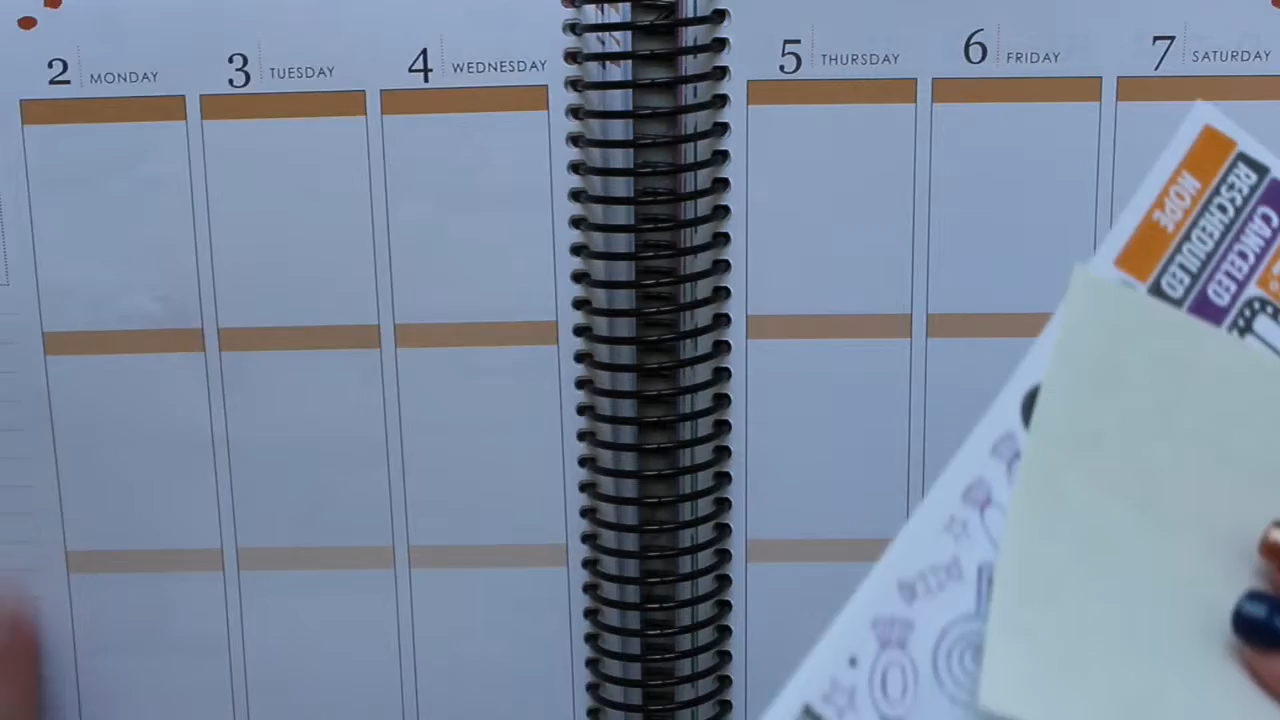 2 MONDAY
3 TUESDAY
4 WEDNESDAY
5 THURSDAY
6 FRIDAY
7 SATURDAY
NOPE
RESCHEDULED
CANCELED